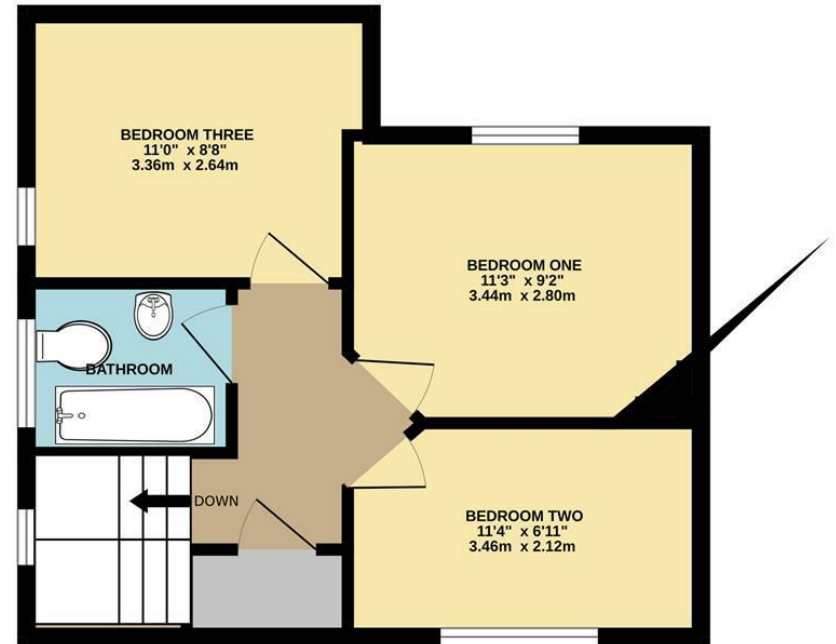 BEDROOM THREE
11'0" x 8'8"
3.36m x 2.64m
BEDROOM ONE
11'3" x 9'2"
3.44m x 2.80m
BATHROOM
DOWN
BEDROOM TWO
11'4" x 6'11"
3.46m x 2.12m